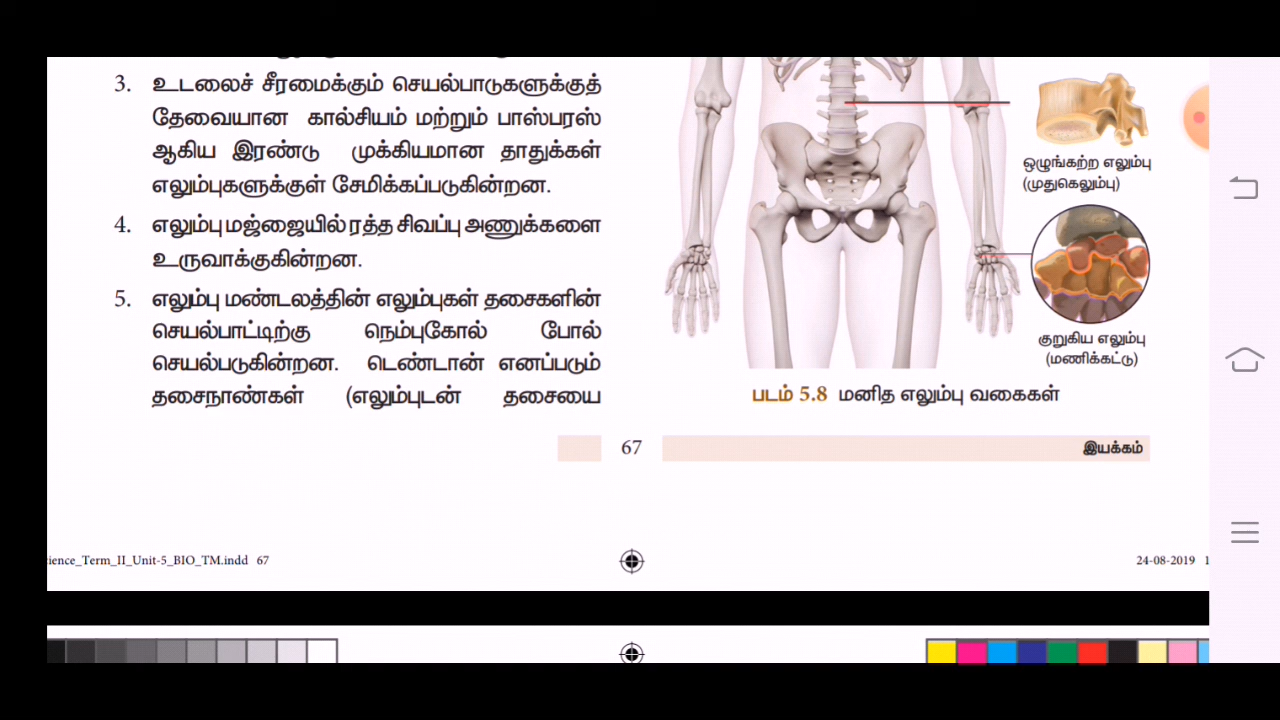 3. உடலைச் சீரமைக்கும் செயல்பாடுகளுக்குத்
தேவையான கால்சியம் மற்றும் பாஸ்பரஸ்
ஆகிய இரண்டு முக்கியமான தாதுக்கள்
எலும்புகளுக்குள் சேமிக்கப்படுகின்றன.
4. எலும்பு மஜ்ஜையில் ரத்த சிவப்பு அணுக்களை
உருவாக்குகின்றன.
5. எலும்பு மண்டலத்தின் எலும்புகள் தசைகளின்
செயல்பாட்டிற்கு நெம்புகோல் போல்
செயல்படுகின்றன. டெண்டான் எனப்படும்
தசைநாண்கள் (எலும்புடன் தசையை
ஒழுங்கற்ற எலும்பு
(முதுகெலும்பு)
குறுகிய எலும்பு
(மணிக்கட்டு)
படம் 5.8 மனித எலும்பு வகைகள்
67
இயக்கம்
cience_Term_II_Unit-5_BIO_TM.indd 67
24-08-2019 1